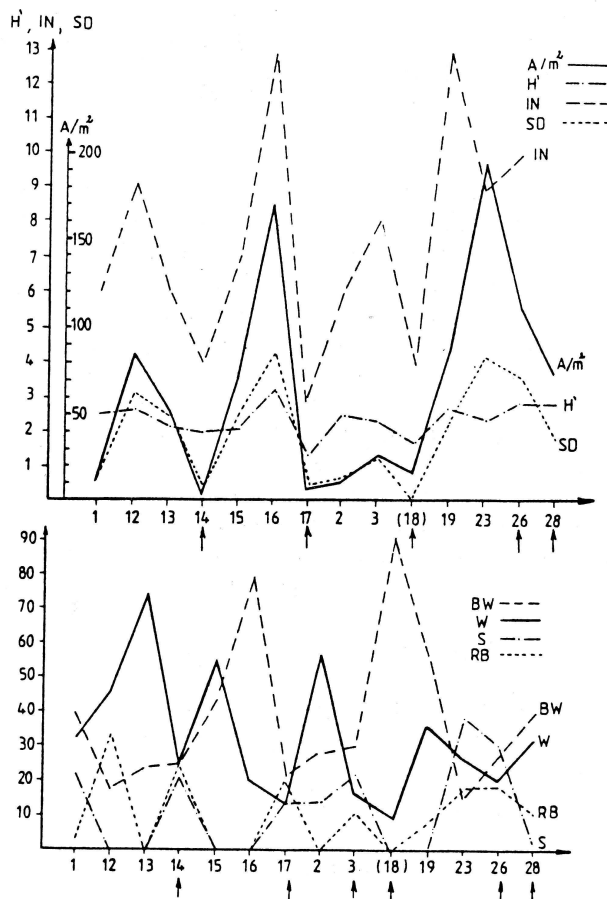 H', IN, SD
13
12
11
10
9
8
7
6
5
4
3
2
1
A/m²
200
150
100
50
A/m²
H'
IN
SD
IN
A/m²
H'
SD
1 12 13 14 15 16 17 2 3 (18) 19 23 26 28
90
80
70
60
50
40
30
20
10
BW
W
S
RB
BW
W
RB
S
1 12 13 14 15 16 17 2 3 (18) 19 23 26 28